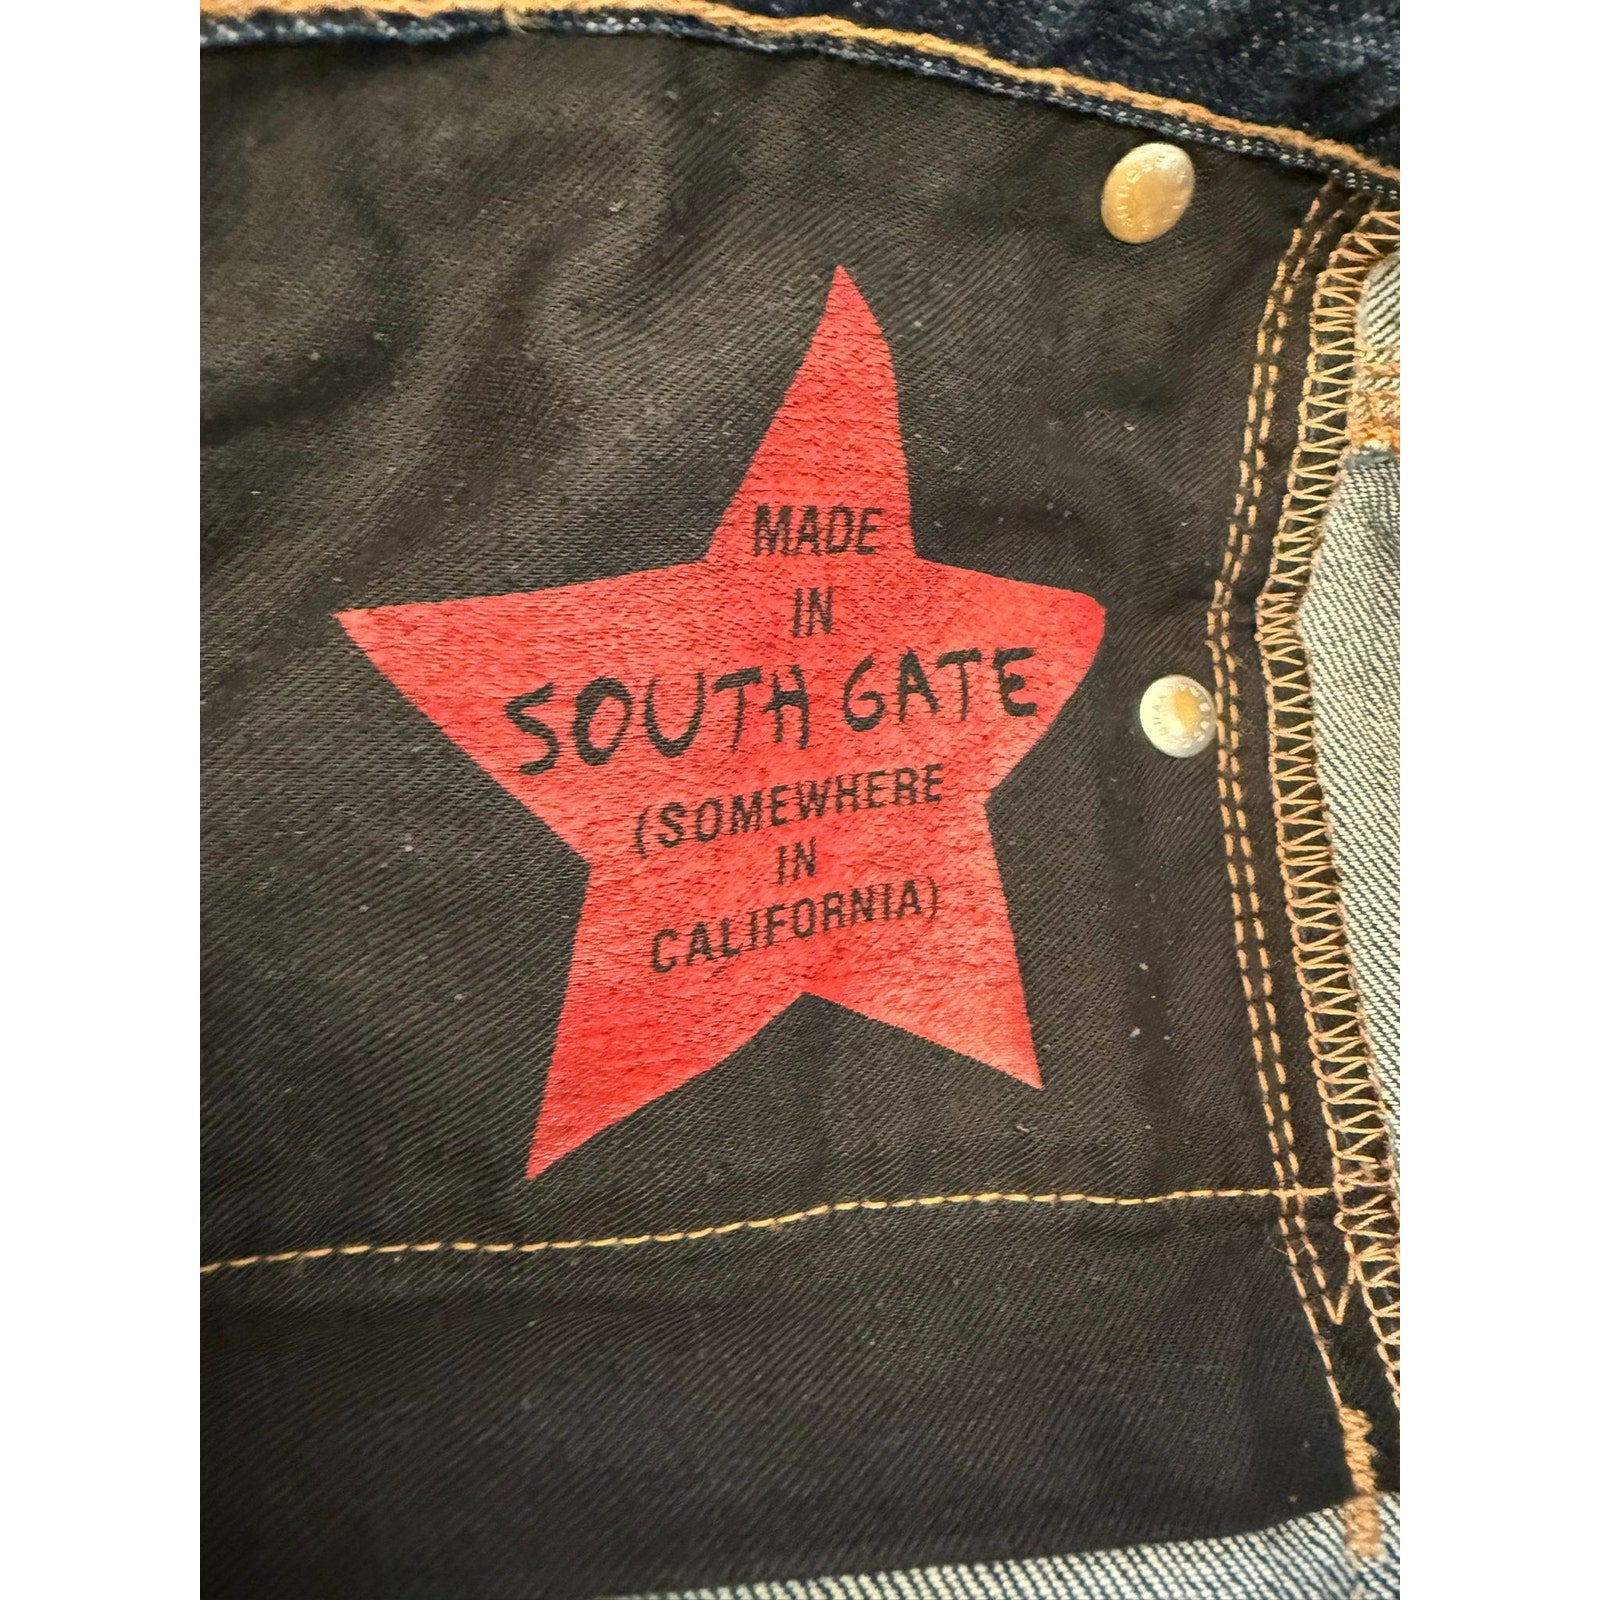 MADE
IN
SOUTH GATE
(SOMEWHERE
IN
CALIFORNIA)